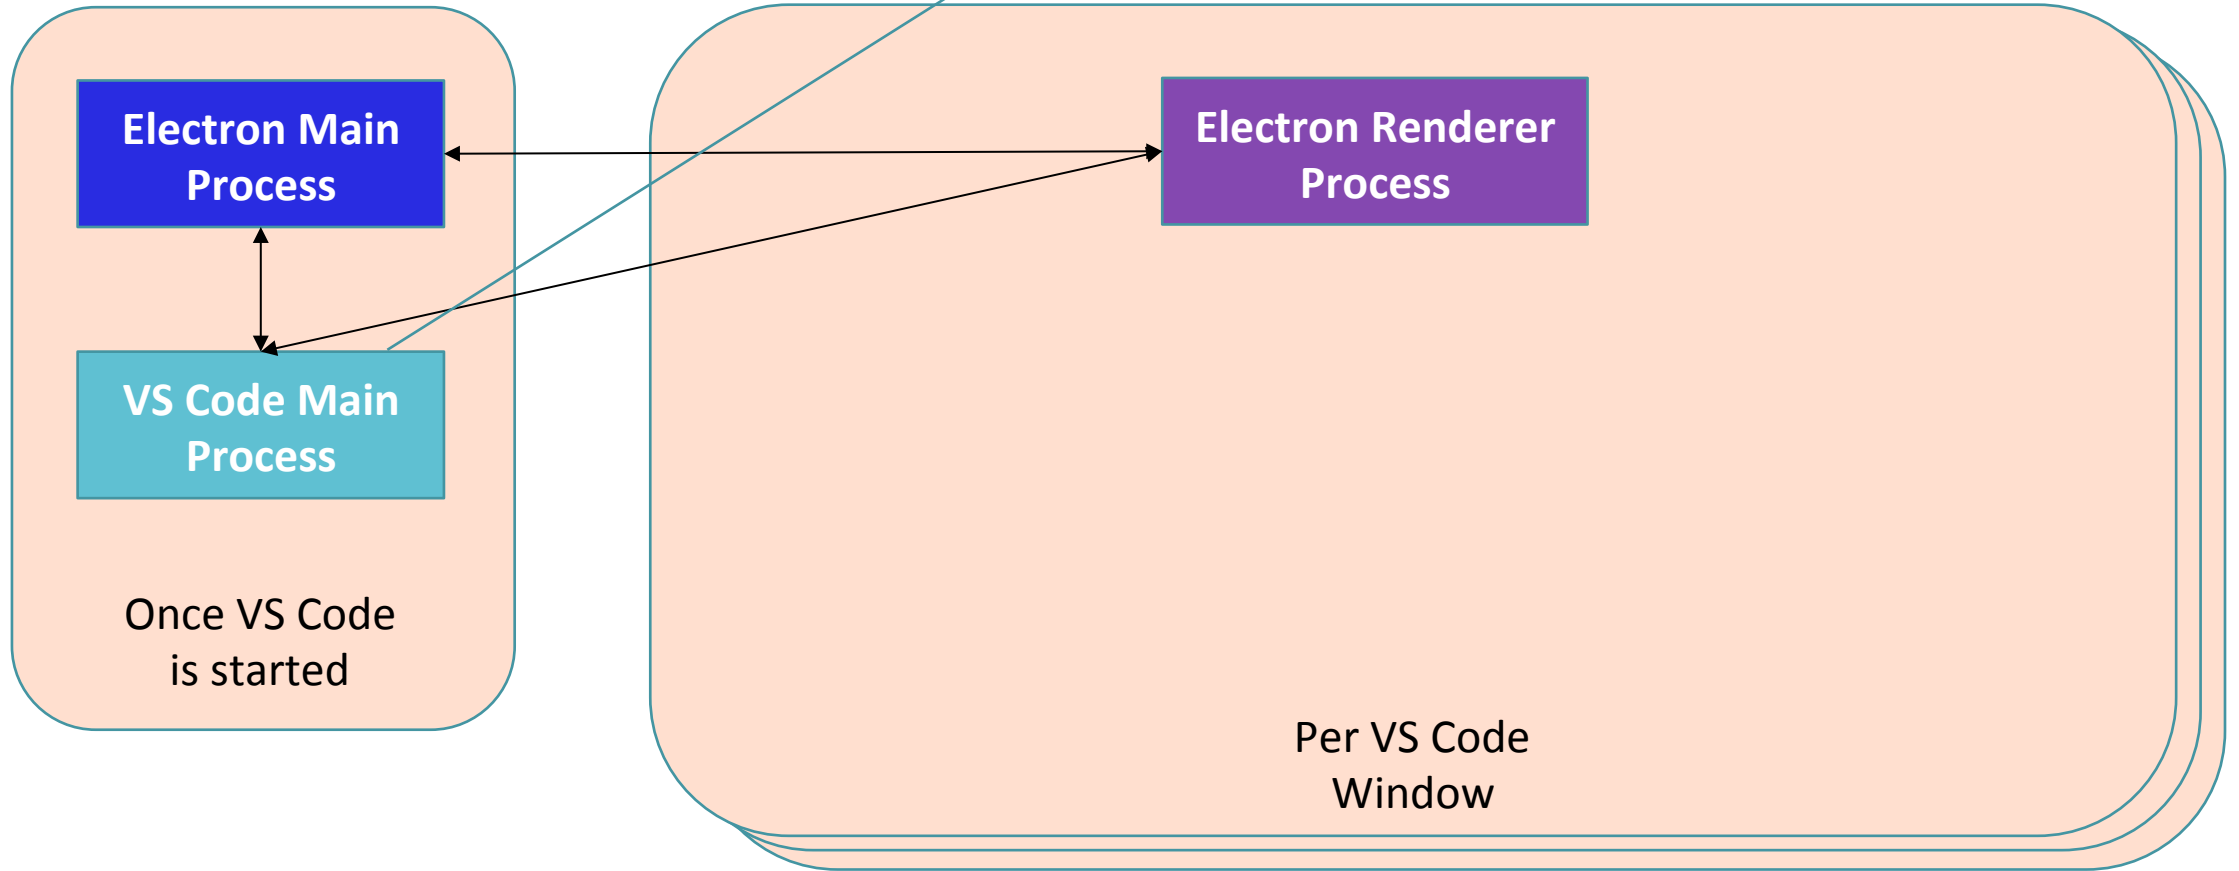 Electron Main
Process
Electron Renderer
Process
VS Code Main
Process
Once VS Code
is started
Per VS Code
Window